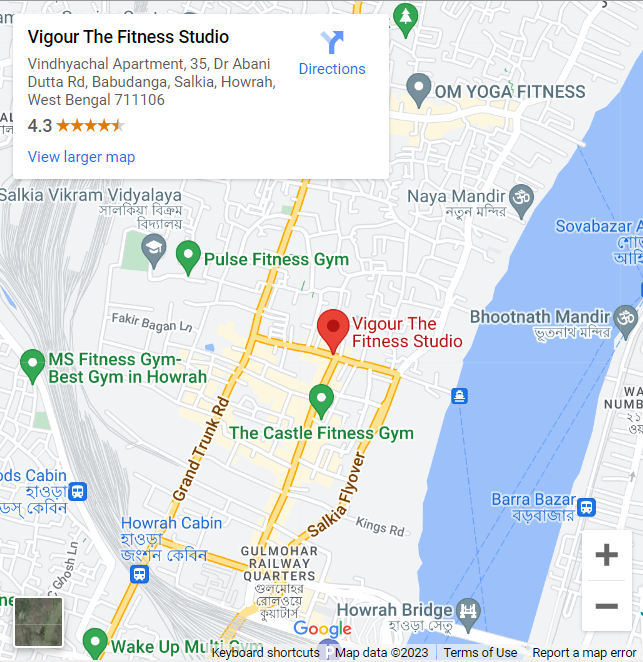 Vigour The Fitness Studio
Vindhyachal Apartment, 35, Dr Abani
Dutta Rd, Babudanga, Salkia, Howrah,
West Bengal 711106
4.3
View larger map
Directions
OM YOGA FITNESS
Salkia Vikram Vidyalaya
সালকিয়া বিক্রম
বিদ্যালয়
Naya Mandir
নতুন মন্দির
Sovabazar A
Pulse Fitness Gym
Bhootnath Mandir
ভূতনাথ মন্দির
Fakir Bagan Ln
Vigour The
Fitness Studio
MS Fitness Gym-
Best Gym in Howrah
WA
NUMBER
Grand Trunk Rd
The Castle Fitness Gym
Salkia Flyover
ods Cabin
হাওড়া
ডস্ কেবিন
Barra Bazar
বড়বাজার
Howrah Cabin
হাওড়া
জংশন কেবিন
Kings Rd
C Ghosh Ln
GULMOHAR
RAILWAY
QUARTERS
গুলমোহর
রেলওয়ে
কুয়ার্টার্স
Howrah Bridge
হাওড়া সেতু
Google
Wake Up Multi Gym
Keyboard shortcuts
Map data ©2023
Terms of Use
Report a map error